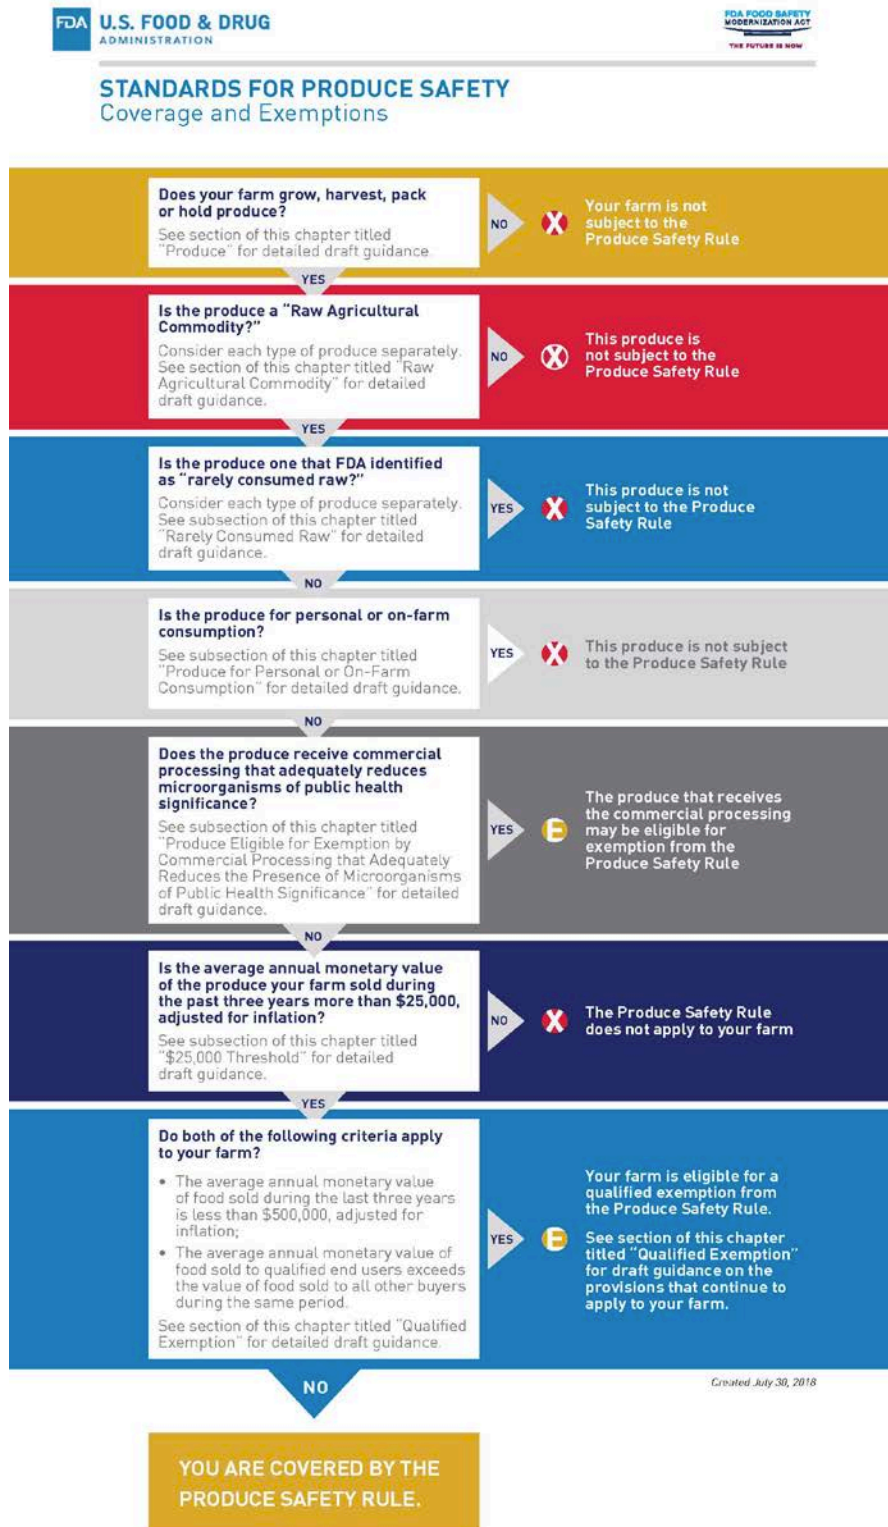 FDA U.S. FOOD & DRUG
ADMINISTRATION
FDA FOOD SAFETY
MODERNIZATION ACT
THE FUTURE IS NOW
STANDARDS FOR PRODUCE SAFETY
Coverage and Exemptions
Does your farm grow, harvest, pack
or hold produce?
See section of this chapter titled
"Produce" for detailed draft guidance.
NO
X
Your farm is not
subject to the
Produce Safety Rule
YES
Is the produce a "Raw Agricultural
Commodity?"
Consider each type of produce separately.
See section of this chapter titled "Raw
Agricultural Commodity" for detailed
draft guidance.
NO
X
This produce is
not subject to the
Produce Safety Rule
YES
Is the produce one that FDA identified
as "rarely consumed raw?"
Consider each type of produce separately.
See subsection of this chapter titled
"Rarely Consumed Raw" for detailed
draft guidance.
YES
X
This produce is not
subject to the Produce
Safety Rule
NO
Is the produce for personal or on-farm
consumption?
See subsection of this chapter titled
"Produce for Personal or On-Farm
Consumption" for detailed draft guidance.
YES
X
This produce is not subject
to the Produce Safety Rule
NO
Does the produce receive commercial
processing that adequately reduces
microorganisms of public health
significance?
See subsection of this chapter titled
"Produce Eligible for Exemption by
Commercial Processing that Adequately
Reduces the Presence of Microorganisms
of Public Health Significance" for detailed
draft guidance.
YES
E
The produce that receives
the commercial processing
may be eligible for
exemption from the
Produce Safety Rule
NO
Is the average annual monetary value
of the produce your farm sold during
the past three years more than $25,000,
adjusted for inflation?
See subsection of this chapter titled
"$25,000 Threshold" for detailed
draft guidance.
NO
X
The Produce Safety Rule
does not apply to your farm
YES
Do both of the following criteria apply
to your farm?
• The average annual monetary value
of food sold during the last three years
is less than $500,000, adjusted for
inflation;
• The average annual monetary value of
food sold to qualified end users exceeds
the value of food sold to all other buyers
during the same period.
See section of this chapter titled "Qualified
Exemption" for detailed draft guidance.
YES
E
Your farm is eligible for a
qualified exemption from
the Produce Safety Rule.
See section of this chapter
titled "Qualified Exemption"
for draft guidance on the
provisions that continue to
apply to your farm.
NO
Created July 30, 2018
YOU ARE COVERED BY THE
PRODUCE SAFETY RULE.